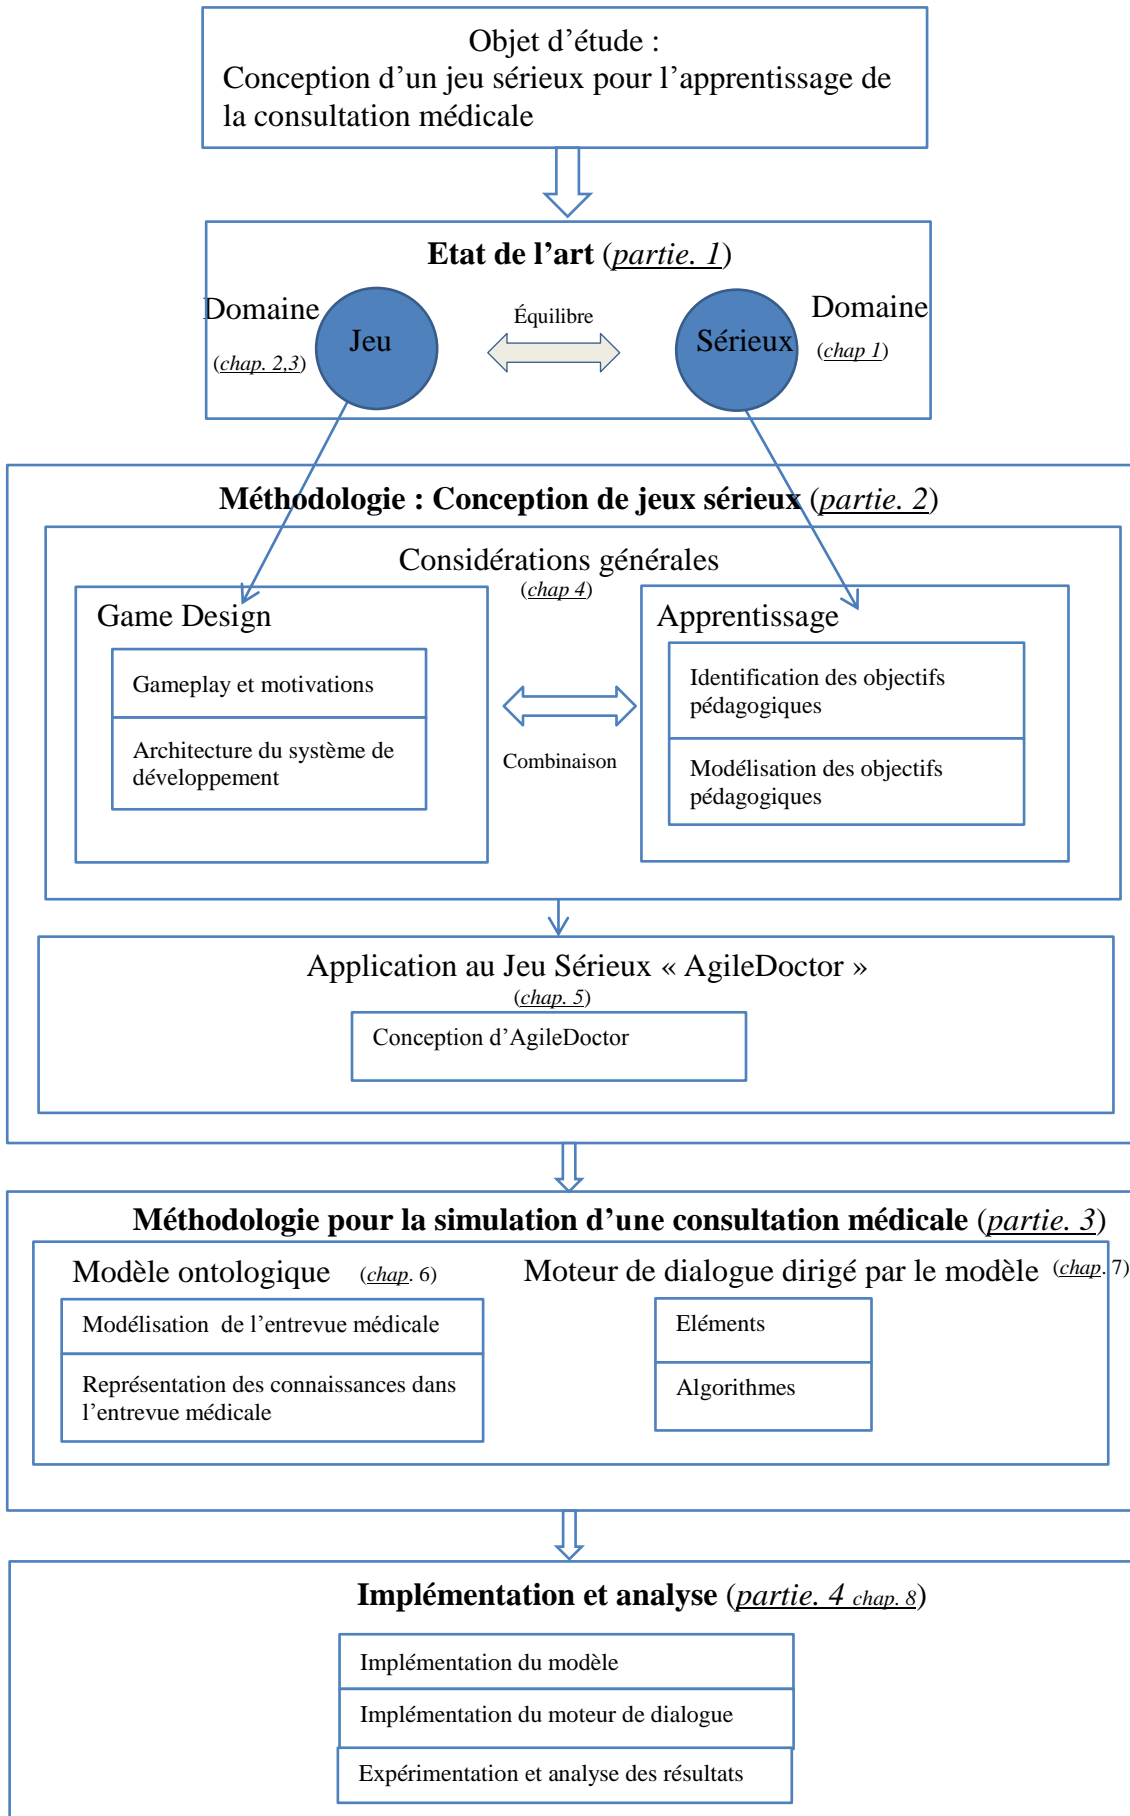 Objet d’étude :
Conception d’un jeu sérieux pour l’apprentissage de
la consultation médicale
Etat de l’art (partie. 1)
Domaine
(chap. 2,3)
Jeu
Équilibre
Sérieux
Domaine
(chap 1)
Méthodologie : Conception de jeux sérieux (partie. 2)
Considérations générales
(chap 4)
Game Design
Gameplay et motivations
Architecture du système de
développement
Combinaison
Apprentissage
Identification des objectifs
pédagogiques
Modélisation des objectifs
pédagogiques
Application au Jeu Sérieux « AgileDoctor »
(chap. 5)
Conception d’AgileDoctor
Méthodologie pour la simulation d’une consultation médicale (partie. 3)
Modèle ontologique (chap. 6)
Modélisation de l’entrevue médicale
Représentation des connaissances dans
l’entrevue médicale
Moteur de dialogue dirigé par le modèle (chap. 7)
Eléments
Algorithmes
Implémentation et analyse (partie. 4 chap. 8)
Implémentation du modèle
Implémentation du moteur de dialogue
Expérimentation et analyse des résultats